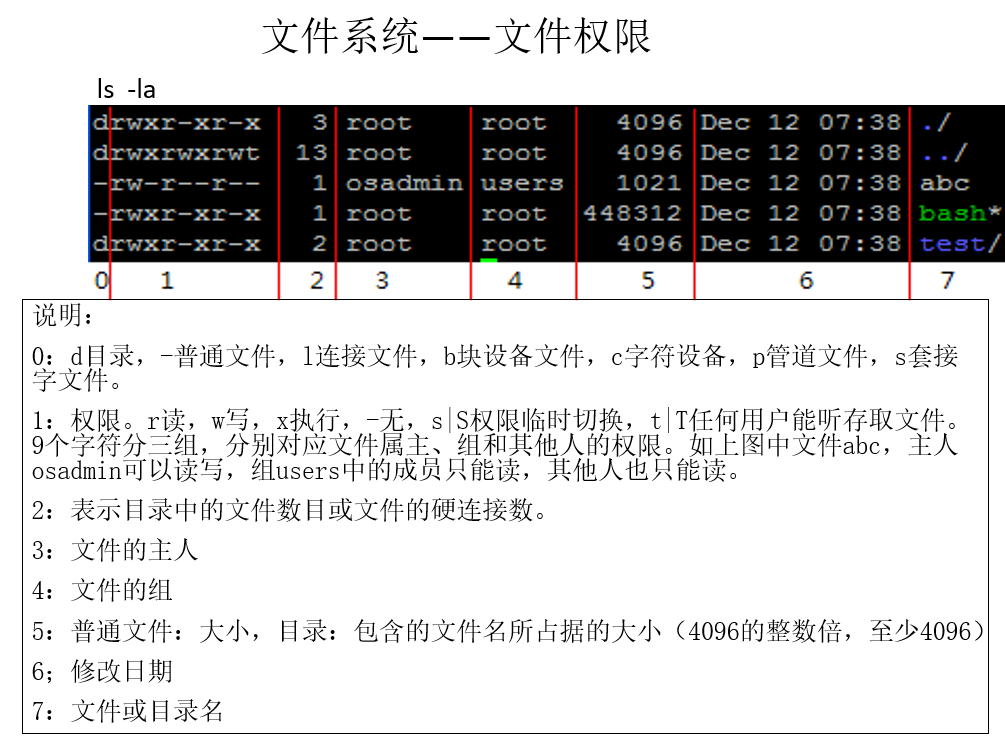 文件系统——文件权限
ls -la
drwxr-xr-x 3 root root 4096 Dec 12 07:38 ./
drwxrwxrwt 13 root root 4096 Dec 12 07:38 ../
-rw-r--r-- 1 osadmin users 1021 Dec 12 07:38 abc
-rwxr-xr-x 1 root root 448312 Dec 12 07:38 bash*
drwxr-xr-x 2 root root 4096 Dec 12 07:38 test/
0 1 2 3 4 5 6 7
说明：
0：d目录，-普通文件，l连接文件，b块设备文件，c字符设备，p管道文件，s套接
字文件。
1：权限。r读，w写，x执行，-无，s|S权限临时切换，t|T任何用户能听存取文件。
9个字符分三组，分别对应文件属主、组和其他人的权限。如上图中文件abc，主人
osadmin可以读写，组users中的成员只能读，其他人也只能读。
2：表示目录中的文件数目或文件的硬连接数。
3：文件的主人
4：文件的组
5：普通文件：大小，目录：包含的文件名所占据的大小（4096的整数倍，至少4096）
6；修改日期
7：文件或目录名